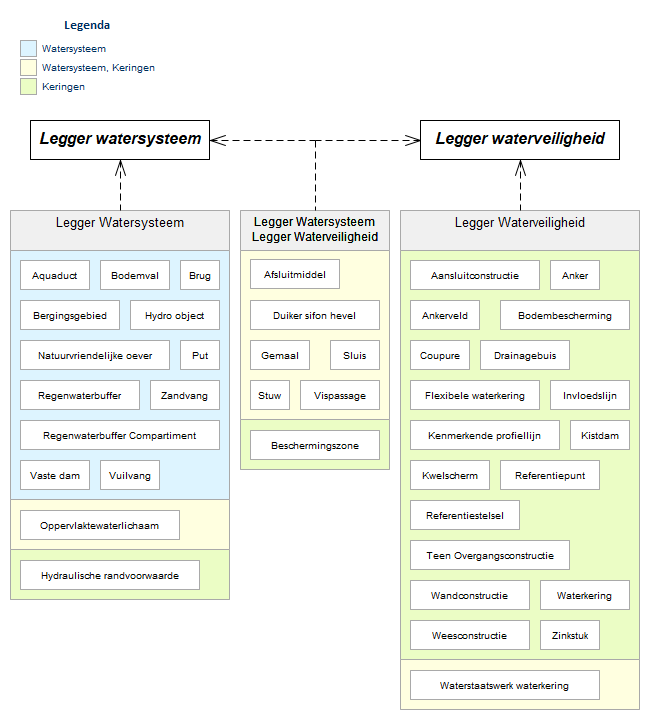 Legenda
Watersysteem
Watersysteem, Keringen
Keringen
Legger watersysteem
Legger waterveiligheid
Legger Watersysteem
Aquaduct
Bodemval
Brug
Bergingsgebied
Hydro object
Natuurvriendelijke oever
Put
Regenwaterbuffer
Zandvang
Regenwaterbuffer Compartiment
Vaste dam
Vuilvang
Oppervlaktewaterlichaam
Hydraulische randvoorwaarde
Legger Watersysteem
Legger Waterveiligheid
Afsluitmiddel
Duiker sifon hevel
Gemaal
Sluis
Stuw
Vispassage
Beschermingszone
Legger Waterveiligheid
Aansluitconstructie
Anker
Ankerveld
Bodembescherming
Coupure
Drainagebuis
Flexibele waterkering
Invloedslijn
Kenmerkende profiellijn
Kistdam
Kwelscherm
Referentiepunt
Referentiestelsel
Teen Overgangsconstructie
Wandconstructie
Waterkering
Weesconstructie
Zinkstuk
Waterstaatswerk waterkering